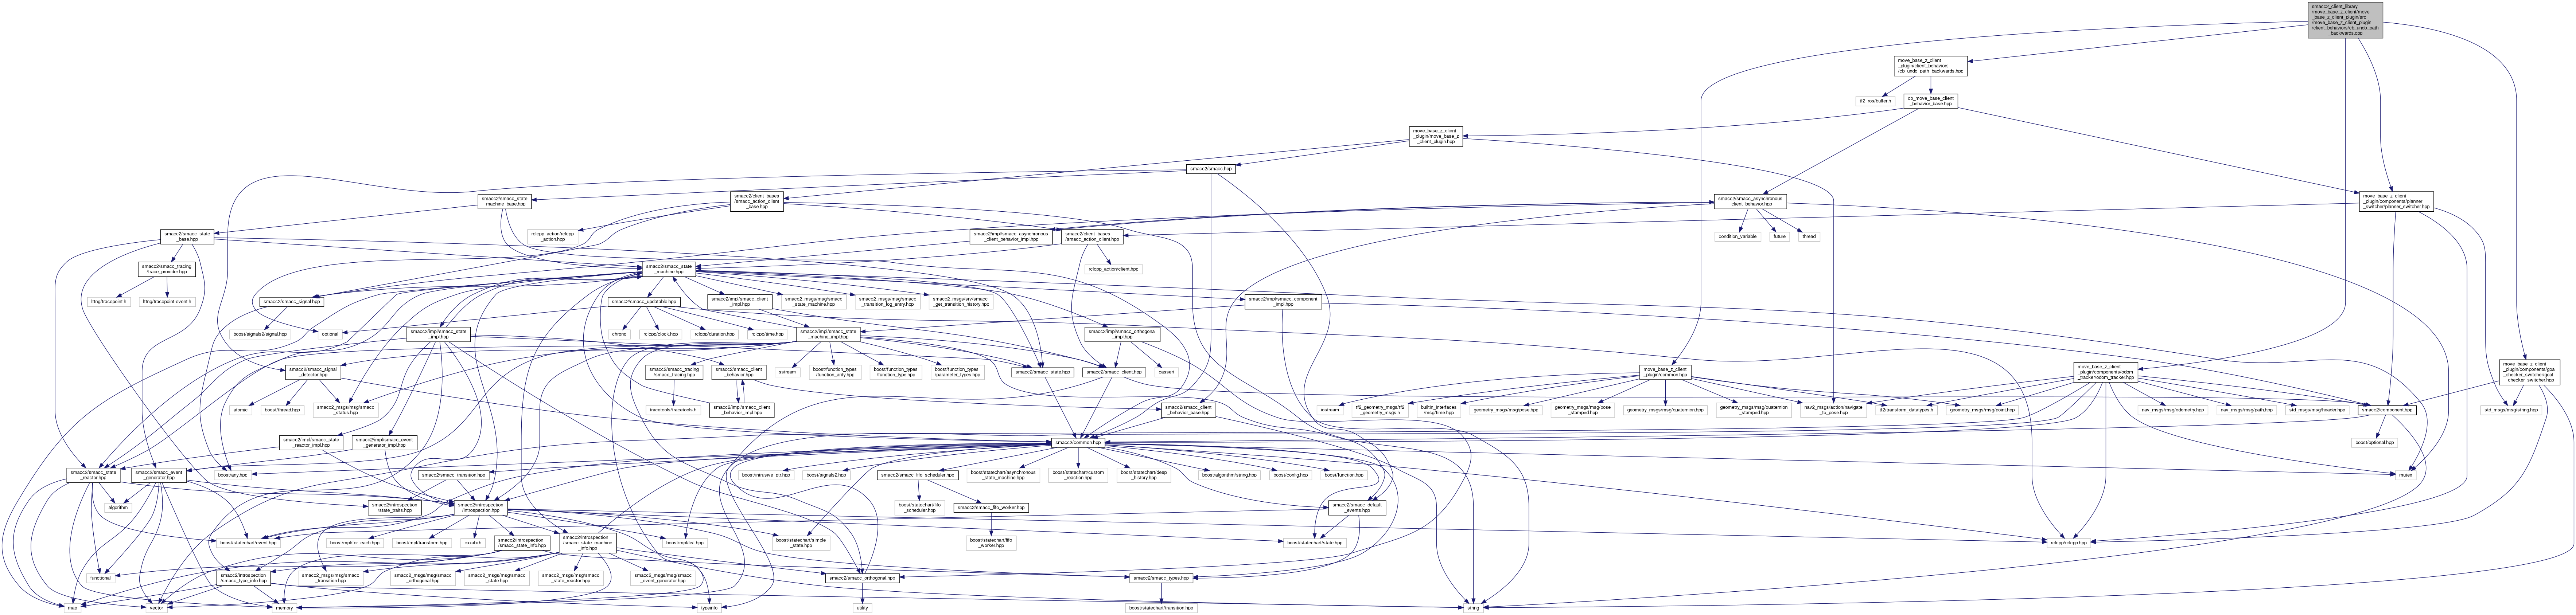 smacc2_client_library
/move_base_z_client/move
_base_z_client_plugin/src
/move_base_z_client_plugin
/client_behaviors/cb_undo_path
_backwards.cpp
move_base_z_client
_plugin/client_behaviors
/cb_undo_path_backwards.hpp
tf2_ros/buffer.h
cb_move_base_client
_behavior_base.hpp
move_base_z_client
_plugin/move_base_z
_client_plugin.hpp
smacc2/smacc.hpp
smacc2/smacc_state
_machine_base.hpp
smacc2/client_bases
/smacc_action_client
_base.hpp
smacc2/smacc_asynchronous
_client_behavior.hpp
move_base_z_client
_plugin/components/planner
_switcher/planner_switcher.hpp
smacc2/smacc_state
_base.hpp
rclcpp_action/rclcpp
_action.hpp
smacc2/impl/smacc_asynchronous
_client_behavior_impl.hpp
smacc2/client_bases
/smacc_action_client.hpp
condition_variable
future
thread
smacc2/smacc_tracing
/trace_provider.hpp
smacc2/smacc_state
_machine.hpp
rclcpp_action/client.hpp
lttng/tracepoint.h
lttng/tracepoint-event.h
smacc2/smacc_signal.hpp
smacc2/smacc_updatable.hpp
smacc2/impl/smacc_client
_impl.hpp
smacc2_msgs/msg/smacc
_state_machine.hpp
smacc2_msgs/msg/smacc
_transition_log_entry.hpp
smacc2_msgs/srv/smacc
_get_transition_history.hpp
smacc2/impl/smacc_component
_impl.hpp
boost/signals2/signal.hpp
optional
smacc2/impl/smacc_state
_impl.hpp
chrono
rclcpp/clock.hpp
rclcpp/duration.hpp
rclcpp/time.hpp
smacc2/impl/smacc_state
_machine_impl.hpp
smacc2/impl/smacc_orthogonal
_impl.hpp
smacc2/smacc_signal
_detector.hpp
smacc2/smacc_tracing
/smacc_tracing.hpp
smacc2/smacc_client
_behavior.hpp
sstream
boost/function_types
/function_arity.hpp
boost/function_types
/function_type.hpp
boost/function_types
/parameter_types.hpp
smacc2/smacc_state.hpp
smacc2/smacc_client.hpp
cassert
move_base_z_client
_plugin/common.hpp
move_base_z_client
_plugin/components/odom
_tracker/odom_tracker.hpp
move_base_z_client
_plugin/components/goal
_checker_switcher/goal
_checker_switcher.hpp
atomic
boost/thread.hpp
smacc2_msgs/msg/smacc
_status.hpp
tracetools/tracetools.h
smacc2/impl/smacc_client
_behavior_impl.hpp
smacc2/smacc_client
_behavior_base.hpp
iostream
tf2_geometry_msgs/tf2
_geometry_msgs.h
builtin_interfaces
/msg/time.hpp
geometry_msgs/msg/pose.hpp
geometry_msgs/msg/pose
_stamped.hpp
geometry_msgs/msg/quaternion.hpp
geometry_msgs/msg/quaternion
_stamped.hpp
nav2_msgs/action/navigate
_to_pose.hpp
tf2/transform_datatypes.h
geometry_msgs/msg/point.hpp
nav_msgs/msg/odometry.hpp
nav_msgs/msg/path.hpp
std_msgs/msg/header.hpp
smacc2/component.hpp
std_msgs/msg/string.hpp
smacc2/impl/smacc_state
_reactor_impl.hpp
smacc2/impl/smacc_event
_generator_impl.hpp
smacc2/common.hpp
boost/optional.hpp
smacc2/smacc_state
_reactor.hpp
smacc2/smacc_event
_generator.hpp
boost/any.hpp
smacc2/smacc_transition.hpp
boost/intrusive_ptr.hpp
boost/signals2.hpp
smacc2/smacc_fifo_scheduler.hpp
boost/statechart/asynchronous
_state_machine.hpp
boost/statechart/custom
_reaction.hpp
boost/statechart/deep
_history.hpp
boost/algorithm/string.hpp
boost/config.hpp
boost/function.hpp
mutex
algorithm
smacc2/introspection
/state_traits.hpp
smacc2/introspection
/introspection.hpp
boost/statechart/fifo
_scheduler.hpp
smacc2/smacc_fifo_worker.hpp
smacc2/smacc_default
_events.hpp
boost/statechart/event.hpp
boost/mpl/for_each.hpp
boost/mpl/transform.hpp
cxxabi.h
smacc2/introspection
/smacc_state_info.hpp
smacc2/introspection
/smacc_state_machine
_info.hpp
boost/mpl/list.hpp
boost/statechart/simple
_state.hpp
boost/statechart/fifo
_worker.hpp
boost/statechart/state.hpp
rclcpp/rclcpp.hpp
functional
smacc2/introspection
/smacc_type_info.hpp
smacc2_msgs/msg/smacc
_transition.hpp
smacc2_msgs/msg/smacc
_orthogonal.hpp
smacc2_msgs/msg/smacc
_state.hpp
smacc2_msgs/msg/smacc
_state_reactor.hpp
smacc2_msgs/msg/smacc
_event_generator.hpp
smacc2/smacc_orthogonal.hpp
smacc2/smacc_types.hpp
map
vector
memory
typeinfo
utility
boost/statechart/transition.hpp
string